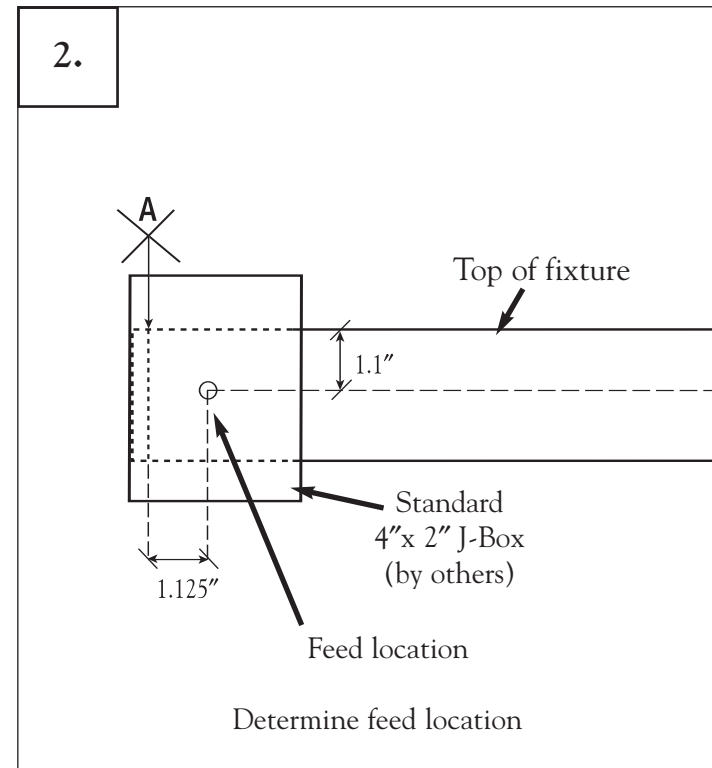 2.
A
Top of fixture
1.1″
Standard
4″x 2″ J-Box
(by others)
1.125″
Feed location
Determine feed location